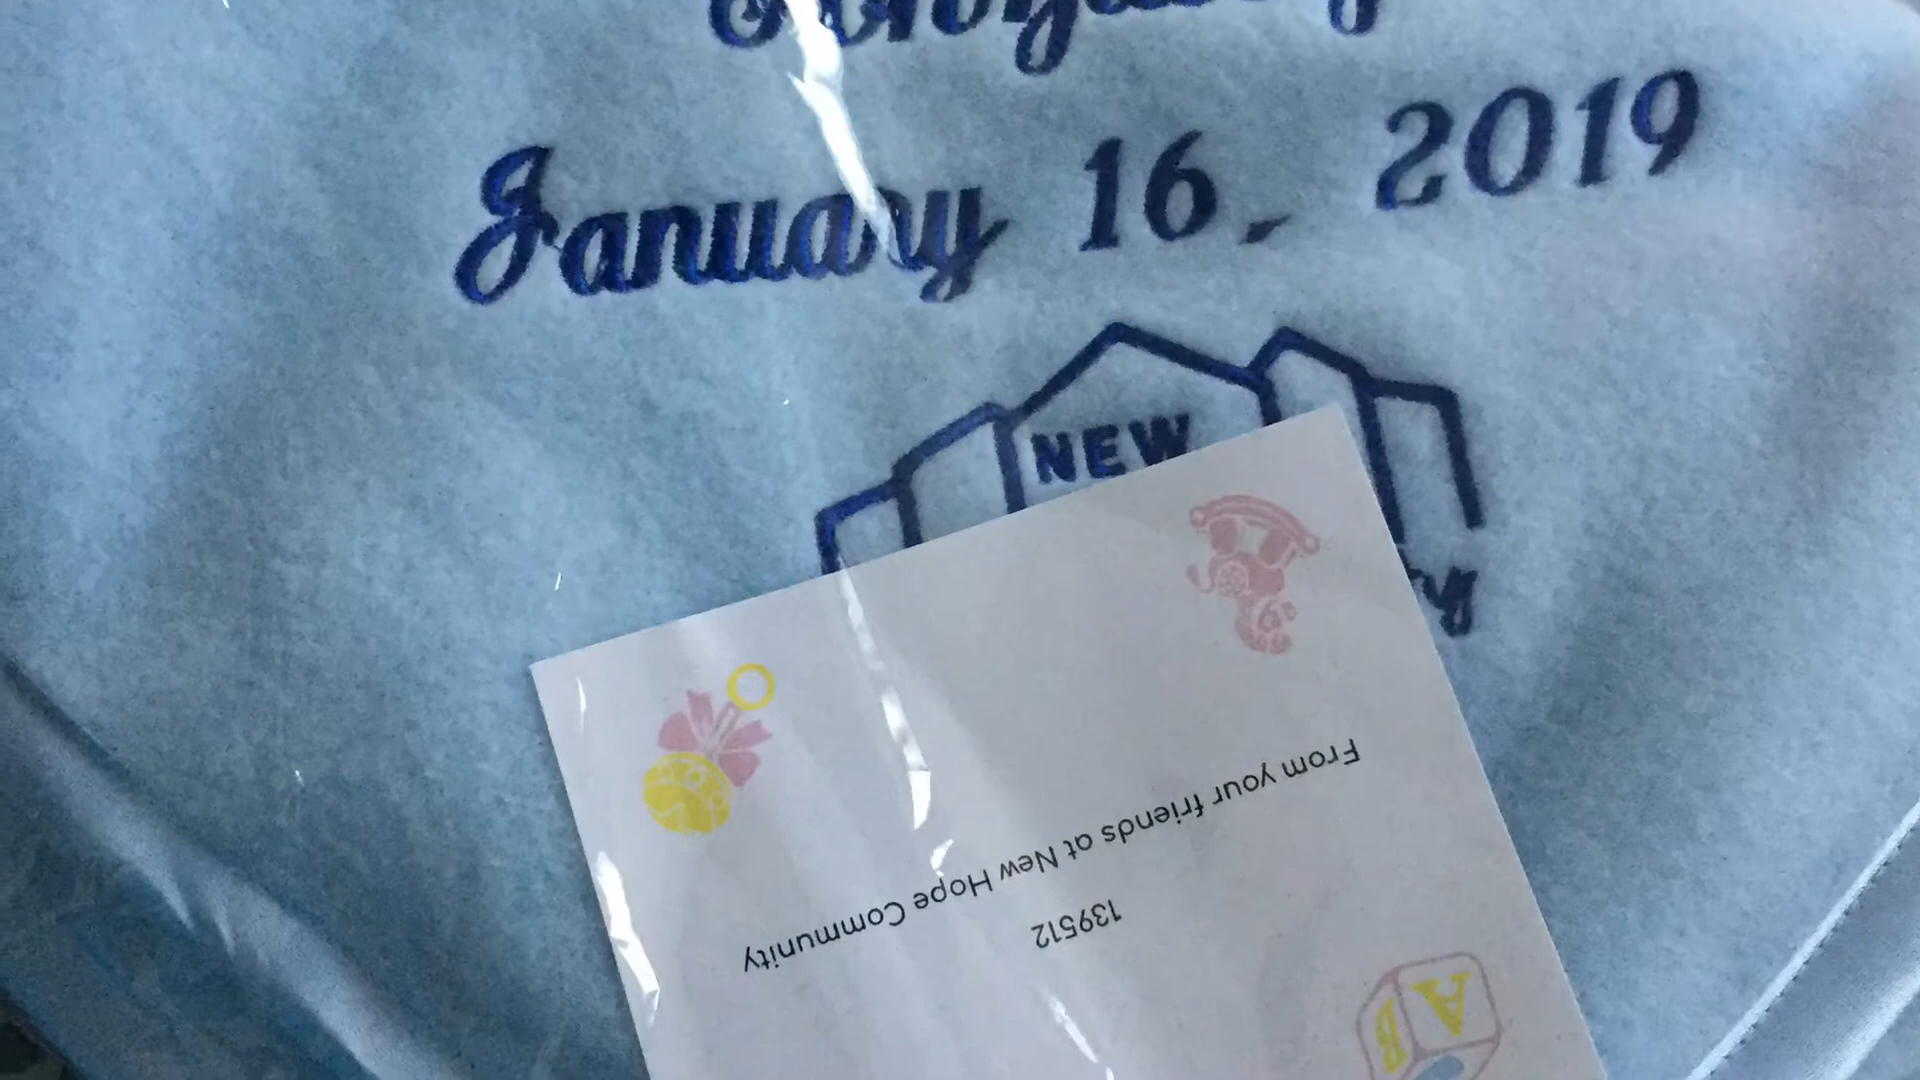 January 16, 2019
NEW
From your friends at New Hope Community
139512
A
B